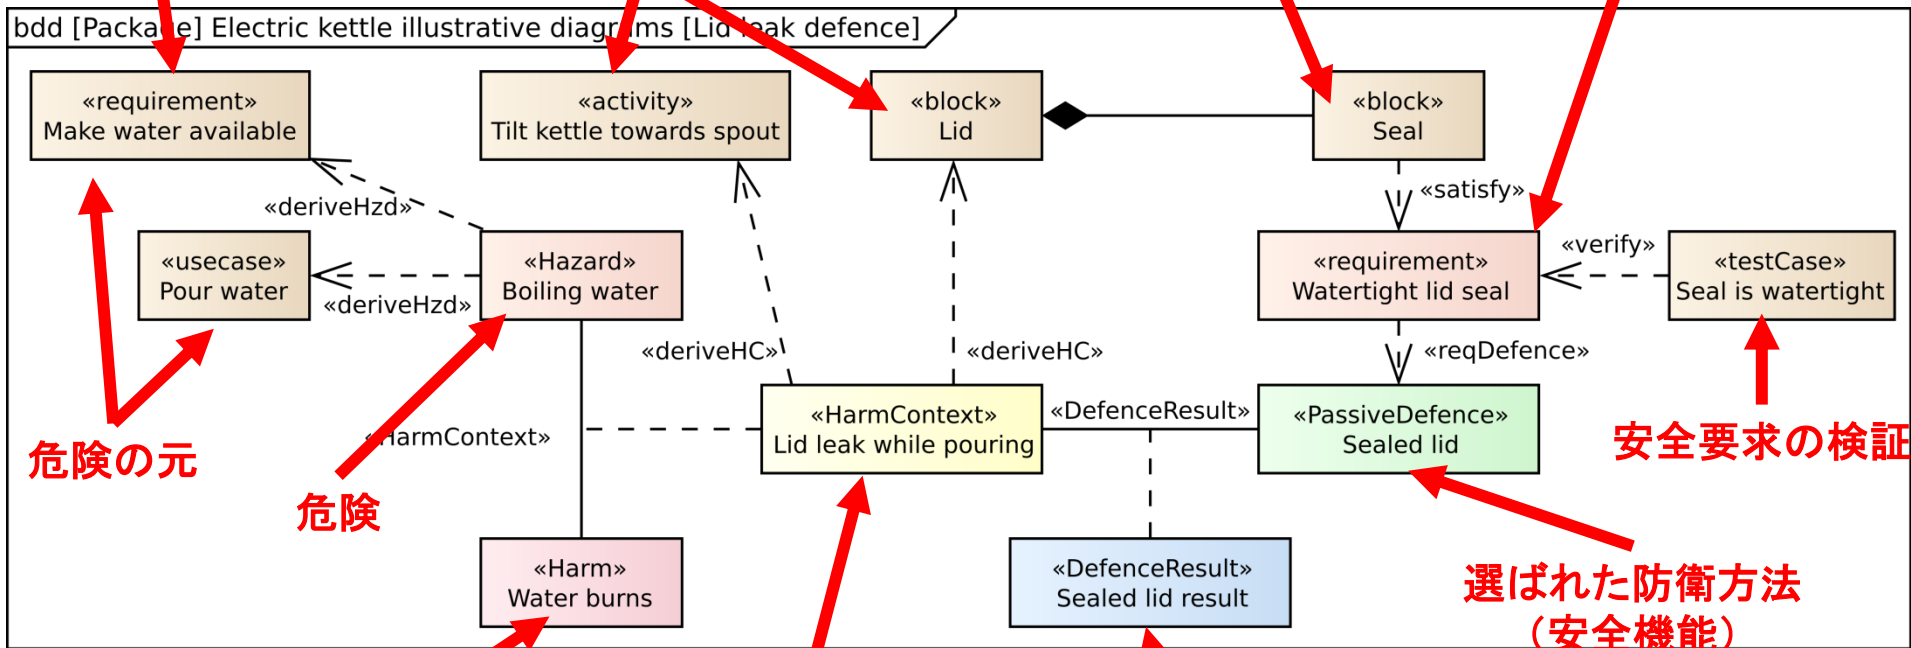 bdd [Package] Electric kettle illustrative diagrams [Lid leak defence]
«requirement»
Make water available
«activity»
Tilt kettle towards spout
«block»
Lid
«block»
Seal
«deriveHzd»
«satisfy»
«usecase»
Pour water
«Hazard»
Boiling water
«requirement»
Watertight lid seal
«verify»
«testCase»
Seal is watertight
«deriveHzd»
«deriveHC»
«deriveHC»
«reqDefence»
«HarmContext»
«HarmContext»
Lid leak while pouring
«DefenceResult»
«PassiveDefence»
Sealed lid
危険の元
危険
安全要求の検証
«Harm»
Water burns
«DefenceResult»
Sealed lid result
選ばれた防衛方法
（安全機能）